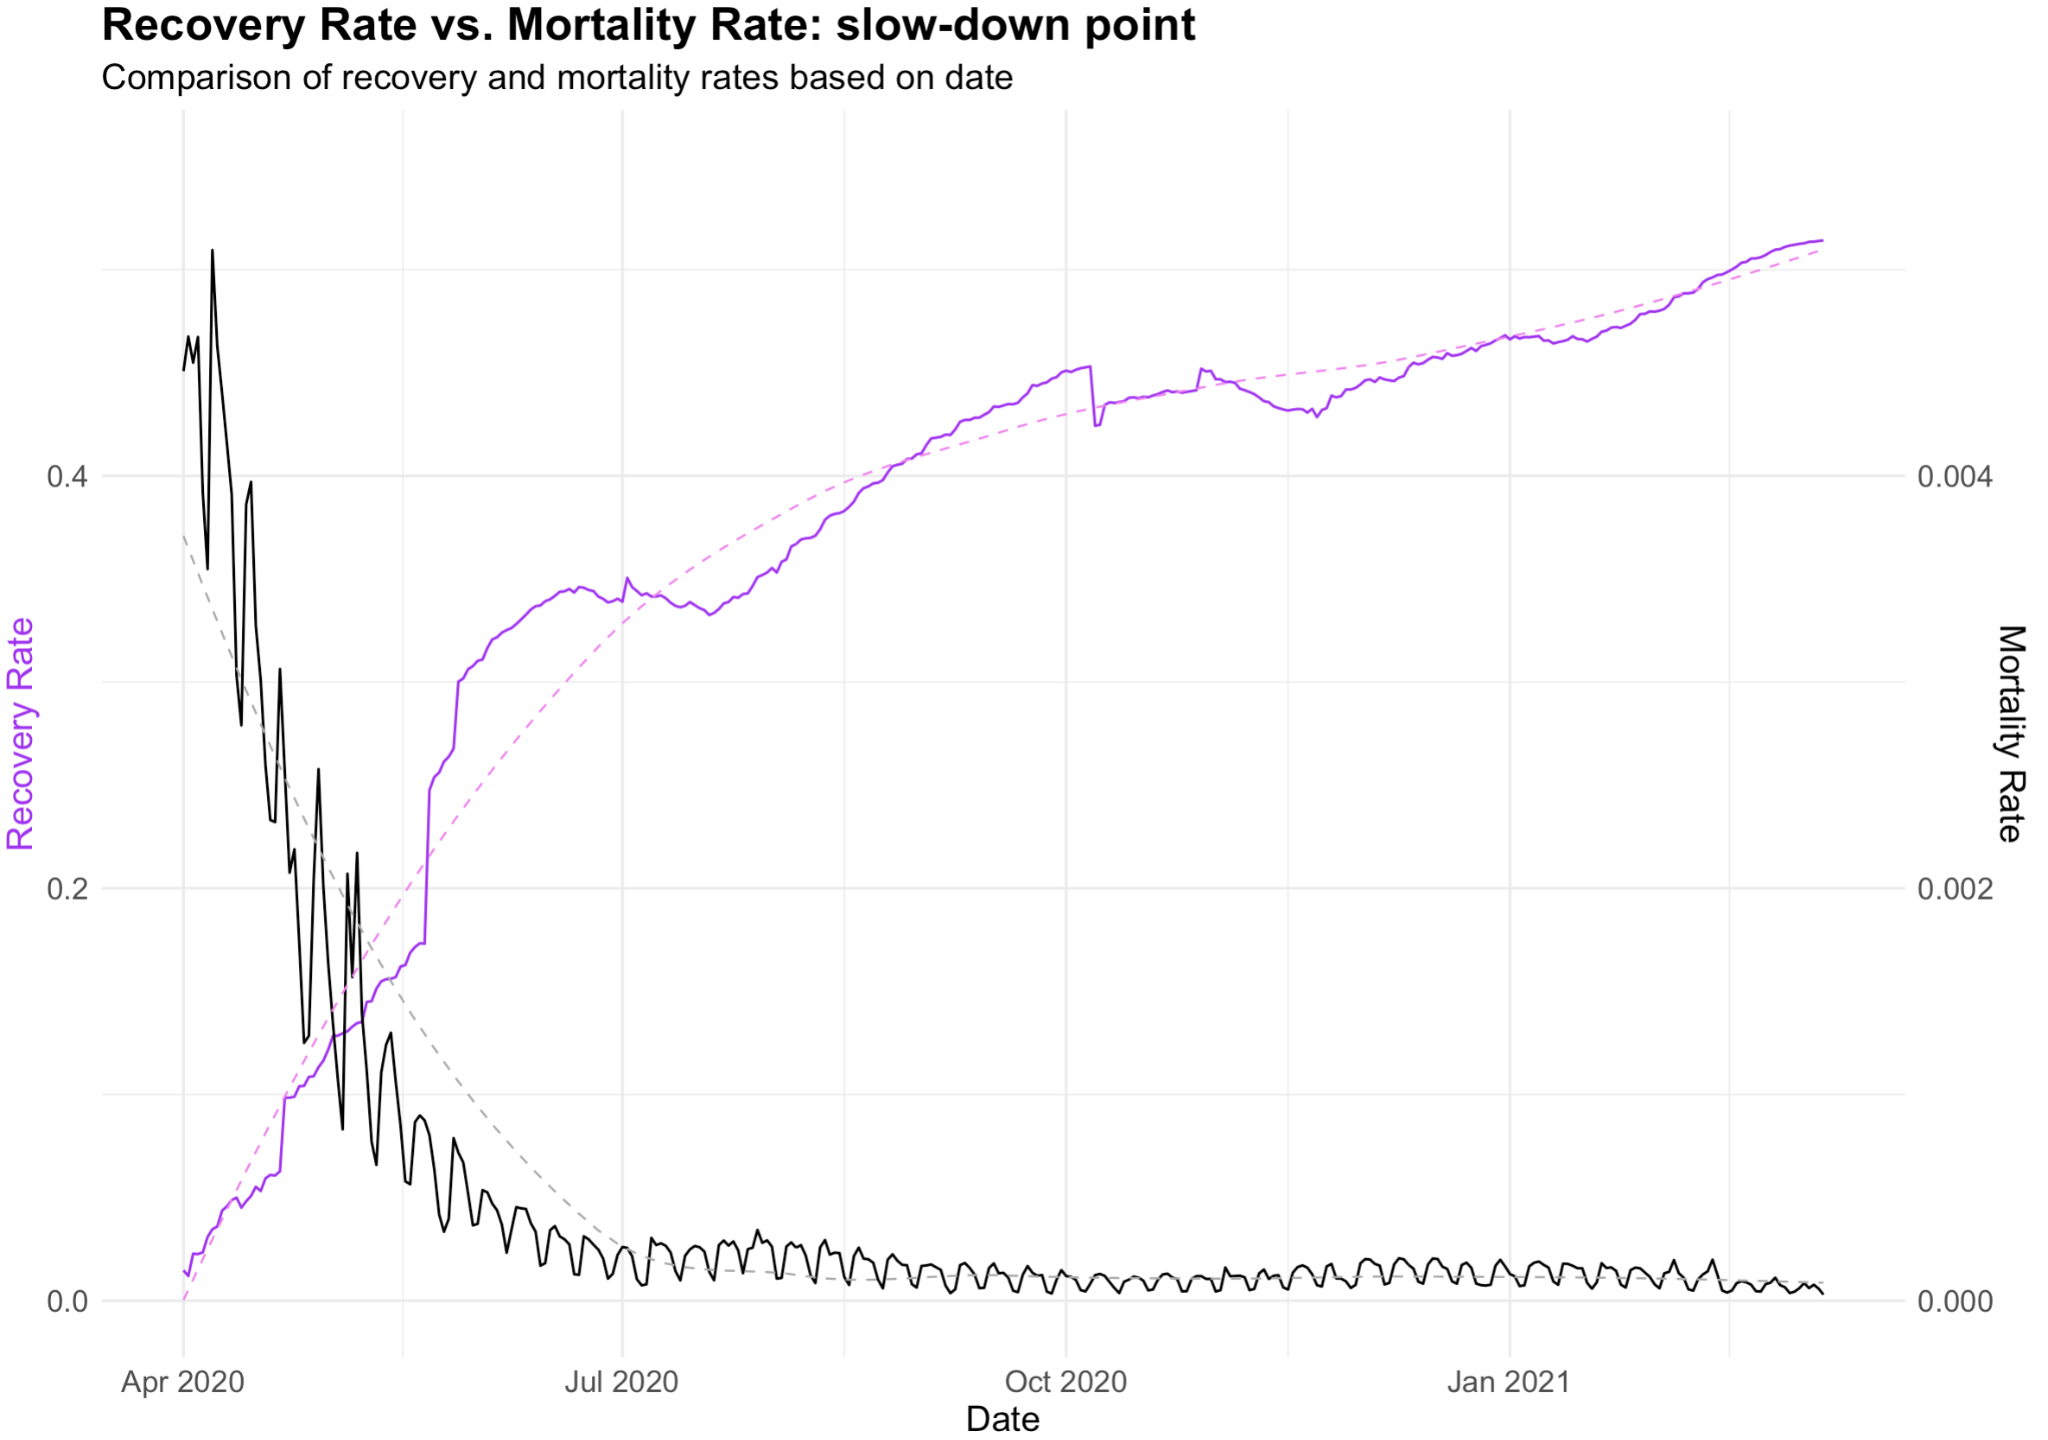 Recovery Rate vs. Mortality Rate: slow-down point
Comparison of recovery and mortality rates based on date
Recovery Rate
0.4
0.2
0.0
0.004
0.002
0.000
Mortality Rate
Apr 2020
Jul 2020
Oct 2020
Jan 2021
Date